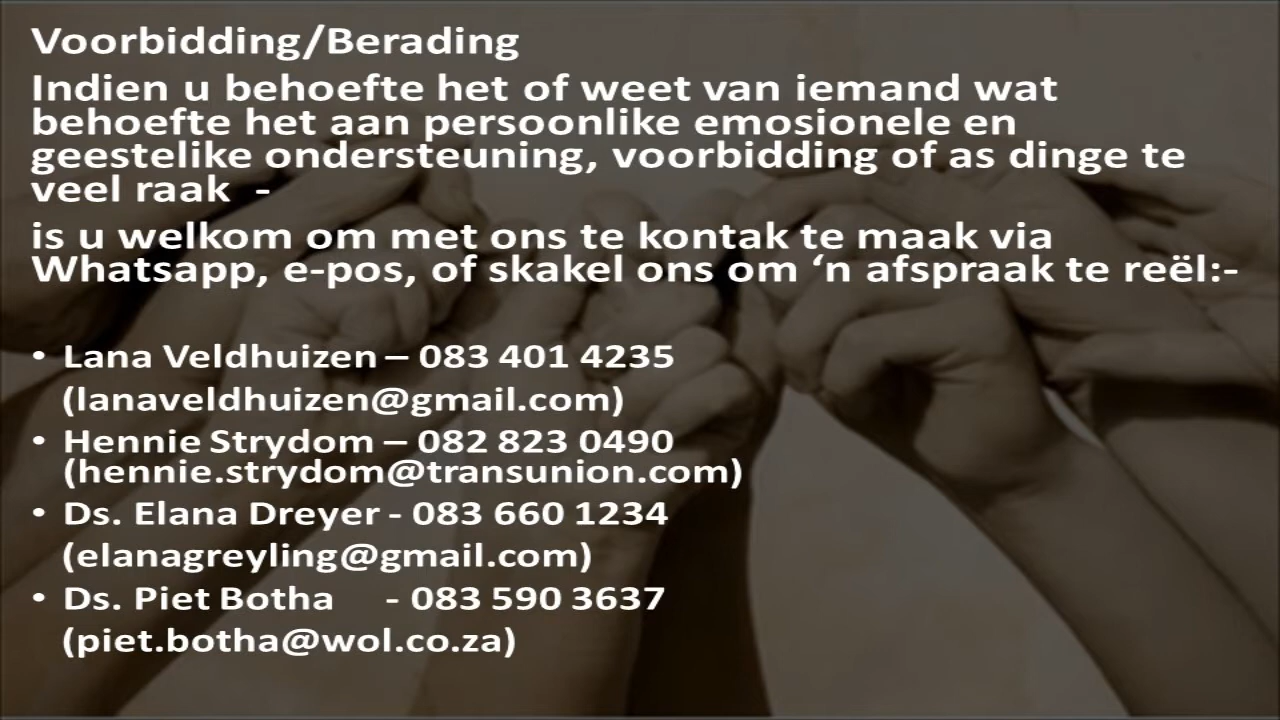 Voorbidding/Berading
Indien u behoefte het of weet van iemand wat
behoefte het aan persoonlike emosionele en
geestelike ondersteuning, voorbidding of as dinge te
veel raak -
is u welkom om met ons te kontak te maak via
Whatsapp, e-pos, of skakel ons om ‘n afspraak te reël:-
• Lana Veldhuizen – 083 401 4235
(lanaveldhuizen@gmail.com)
• Hennie Strydom – 082 823 0490
(hennie.strydom@transunion.com)
• Ds. Elana Dreyer - 083 660 1234
(elanagreyling@gmail.com)
• Ds. Piet Botha - 083 590 3637
(piet.botha@wol.co.za)